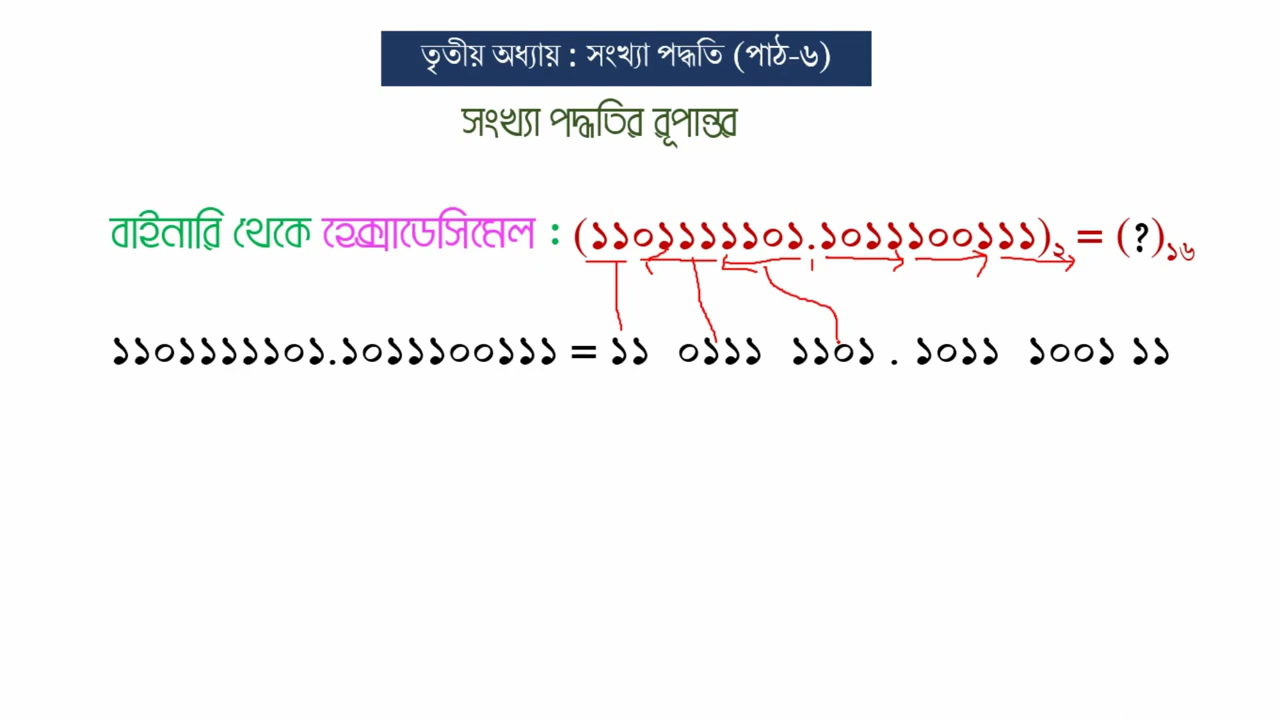 তৃতীয় অধ্যায় : সংখ্যা পদ্ধতি (পাঠ-৬)
সংখ্যা পদ্ধতির রূপান্তর
বাইনারি থেকে হেক্সাডেসিমেল : (১১০১১১১১০১.১০১১১০০১১১)২ = (?)১৬
১১০১১১১১০১.১০১১১০০১১১ = ১১ ০১১১ ১১০১ . ১০১১ ১০০১ ১১